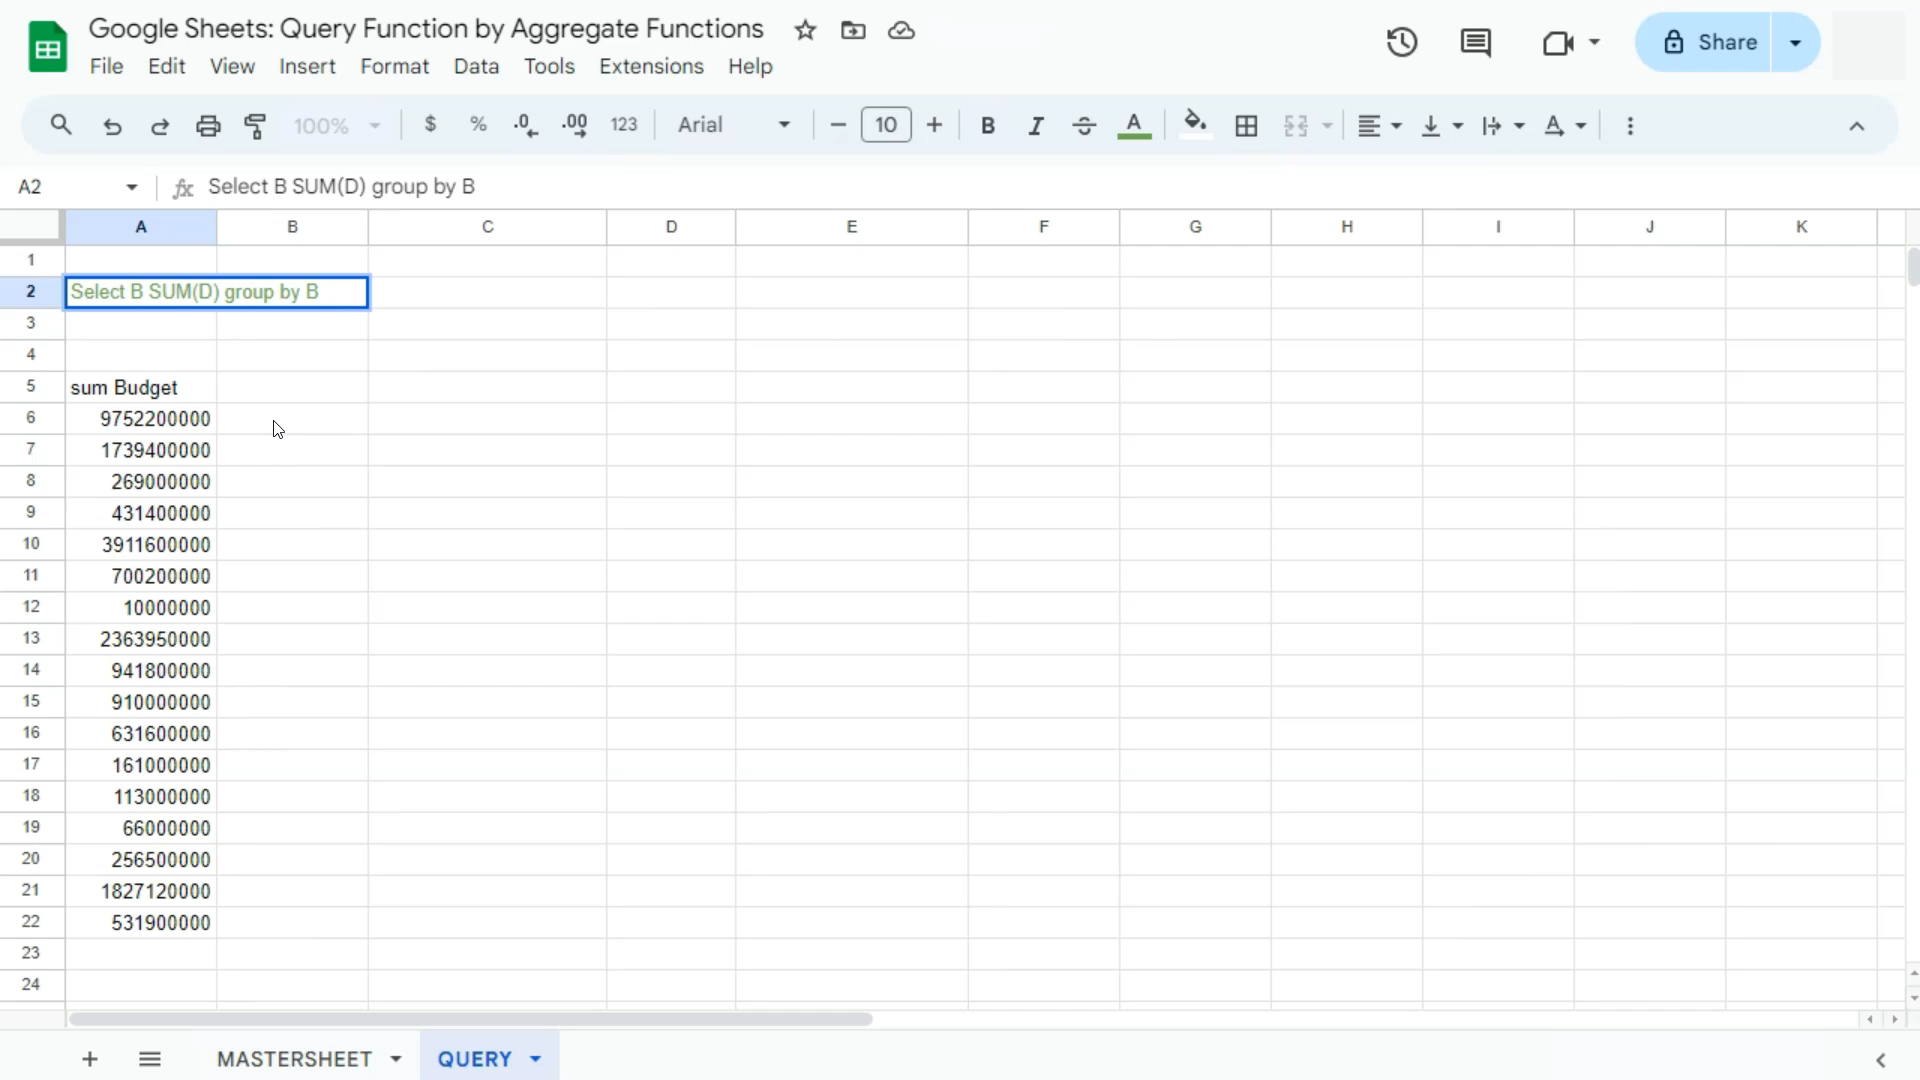 Google Sheets: Query Function by Aggregate Functions
File Edit View Insert Format Data Tools Extensions Help
Share
100% $ % .0 .00 123 Arial 10 B I A
A2 fx Select B SUM(D) group by B
A B C D E F G H I J K
1
2 Select B SUM(D) group by B
3
4
5 sum Budget
6 9752200000
7 1739400000
8 269000000
9 431400000
10 3911600000
11 700200000
12 10000000
13 2363950000
14 941800000
15 910000000
16 631600000
17 161000000
18 113000000
19 66000000
20 256500000
21 1827120000
22 531900000
23
24
MASTERSHEET QUERY